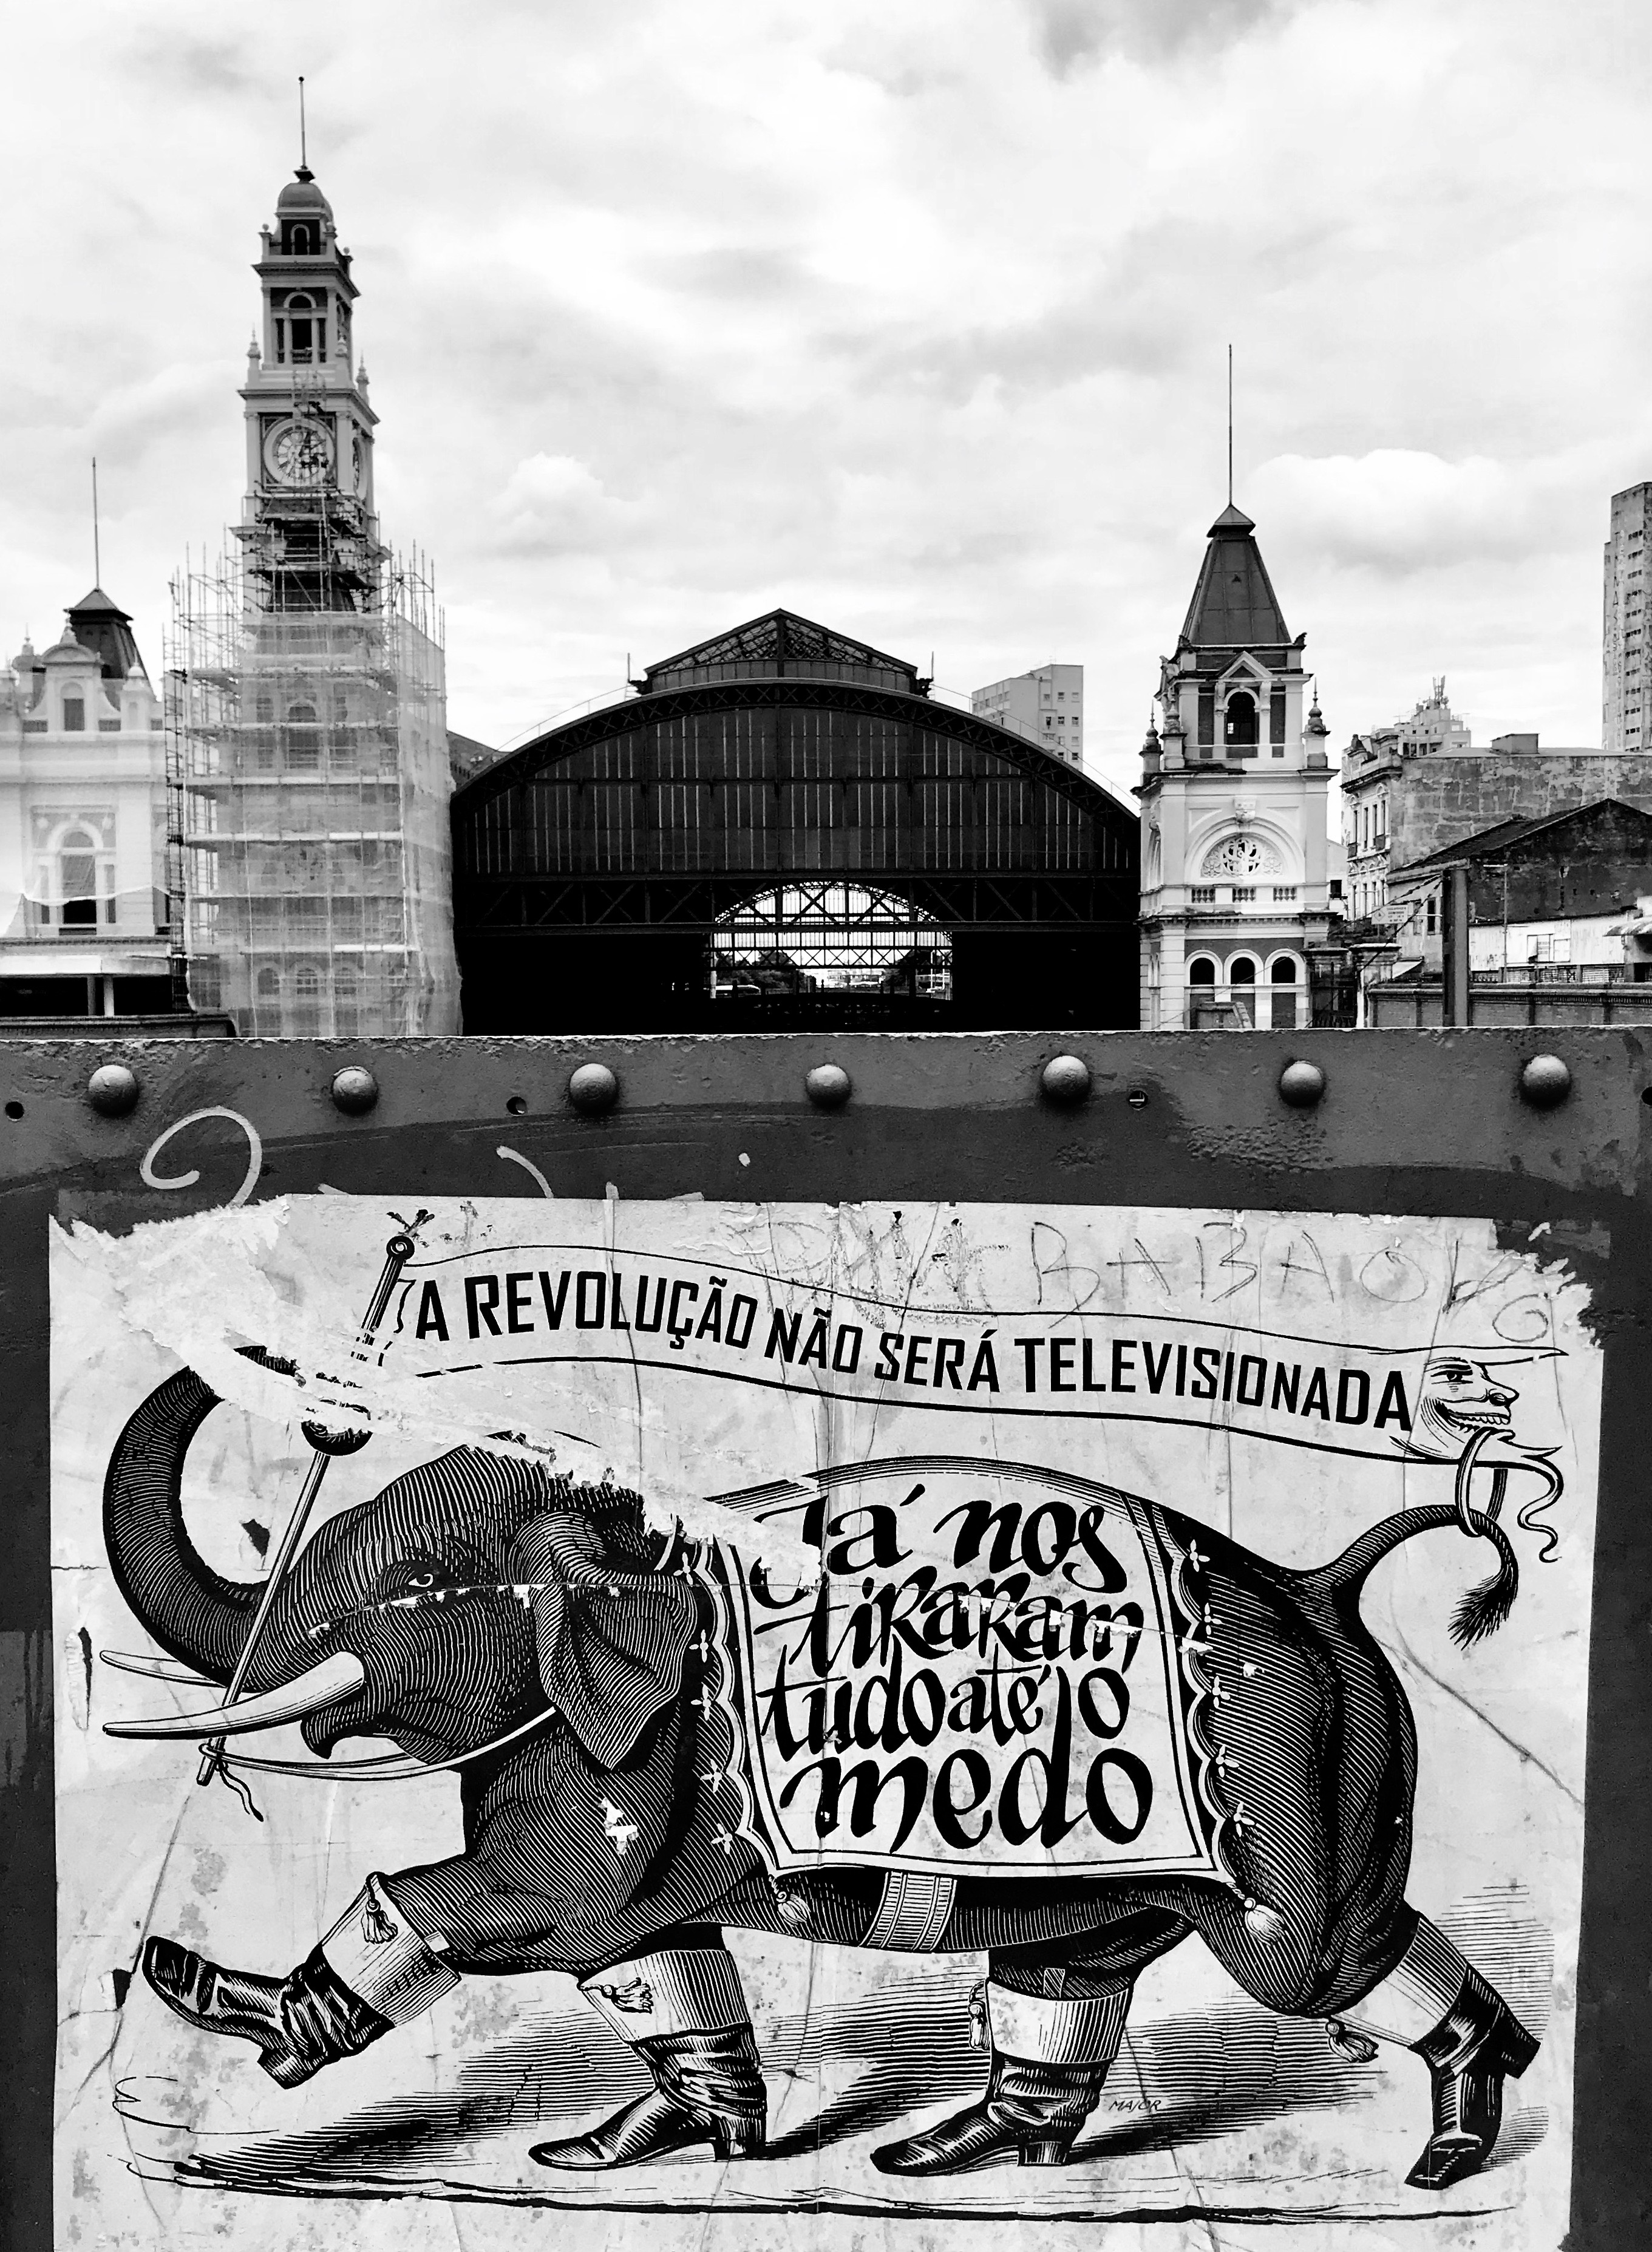 A REVOLUÇÃO NÃO SERÁ TELEVISIONADA
Já nos
tiraram
tudo até o
medo
MAJOR